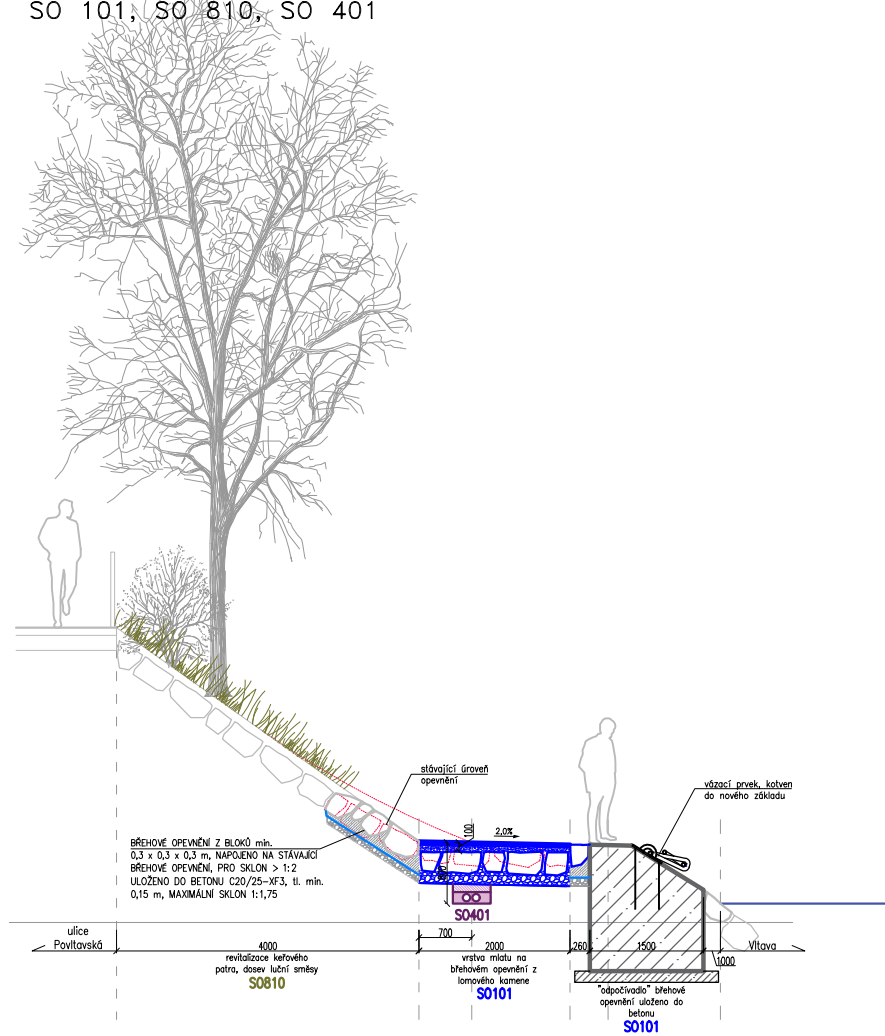 SO 101, SO 810, SO 401
stávající úroveň
opevnění
vázací prvek, kotven
do nového základu
100
2,0%
BŘEHOVÉ OPEVNĚNÍ Z BLOKŮ min.
0,3 x 0,3 x 0,3 m, NAPOJENO NA STÁVAJÍCÍ
BŘEHOVÉ OPEVNĚNÍ, PRO SKLON > 1:2
ULOŽENO DO BETONU C20/25-XF3, tl. min.
0,15 m, MAXIMÁLNÍ SKLON 1:1,75
SO401
ulice
Povltavská
4000
700
2000
260
1500
1000
Vltava
revitalizace keřového
patra, dosev luční směsy
SO810
vrstva mlatu na
břehovém opevnění z
lomového kamene
SO101
"odpočívadlo" břehové
opevnění uloženo do
betonu
SO101